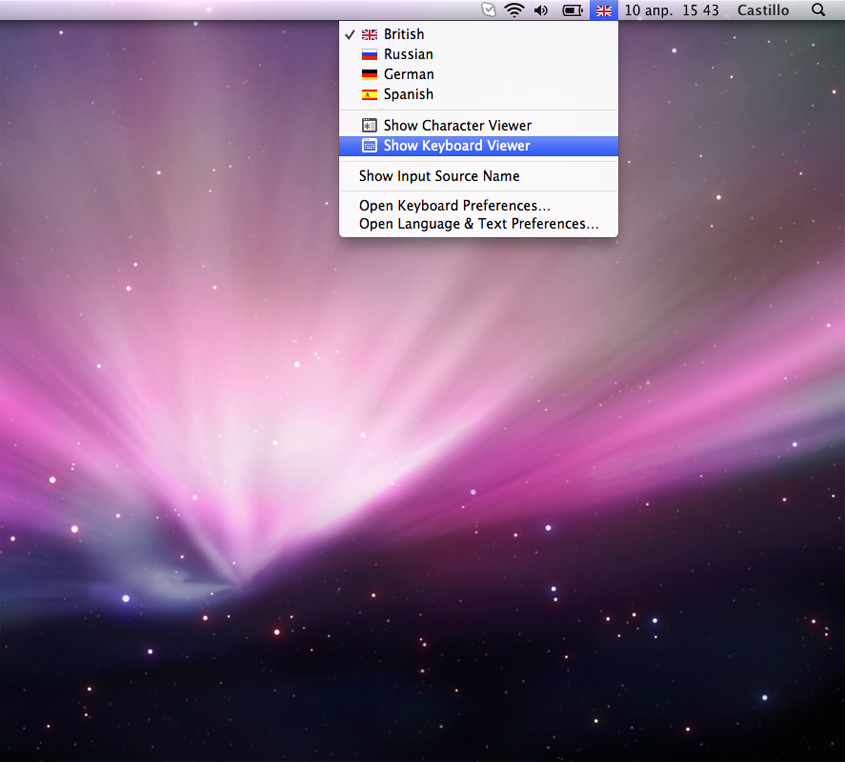 10 апр. 15 43 Castillo
British
Russian
German
Spanish
Show Character Viewer
Show Keyboard Viewer
Show Input Source Name
Open Keyboard Preferences...
Open Language & Text Preferences...